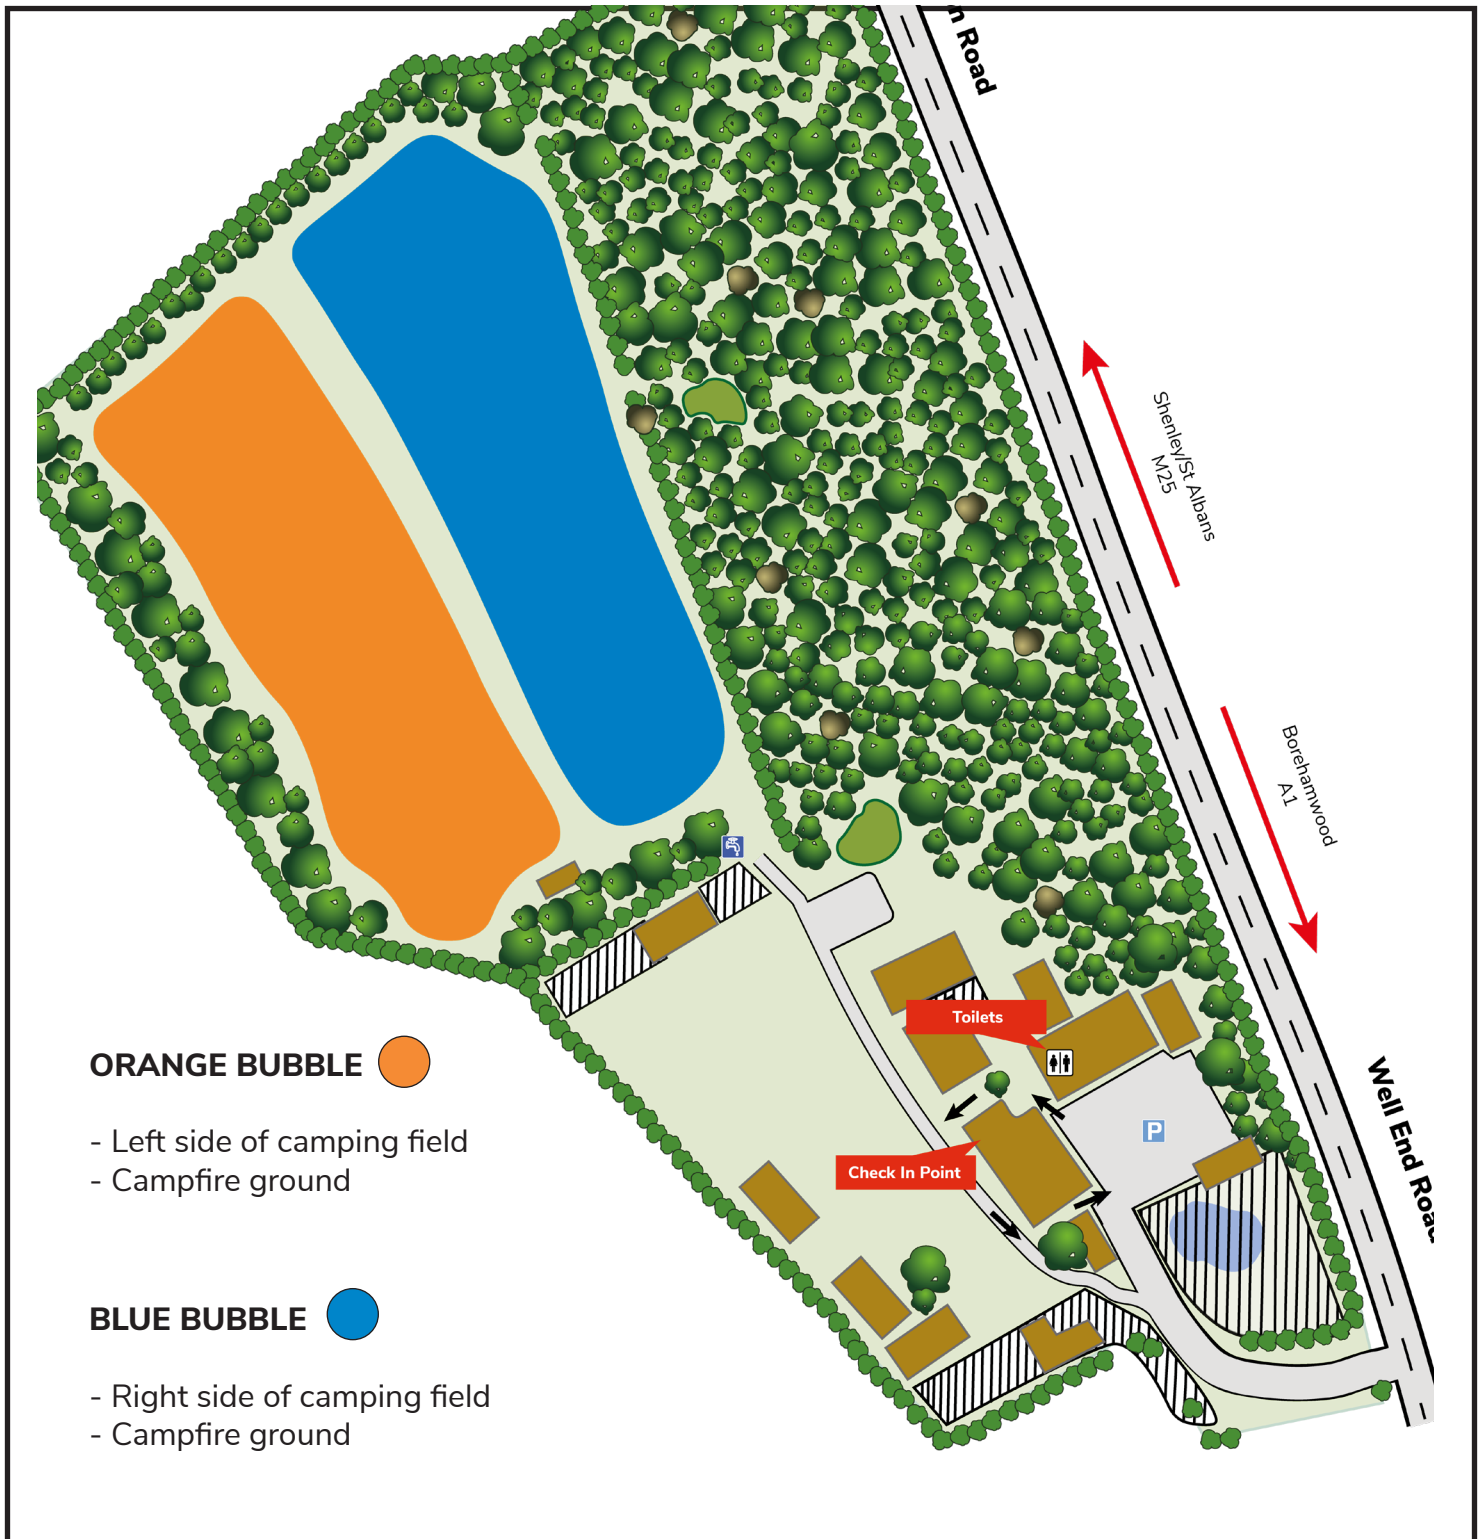 n Road
Shenley/St Albans
M25
Borehamwood
A1
Toilets
P
Check In Point
Well End Road
ORANGE BUBBLE
- Left side of camping field
- Campfire ground
BLUE BUBBLE
- Right side of camping field
- Campfire ground